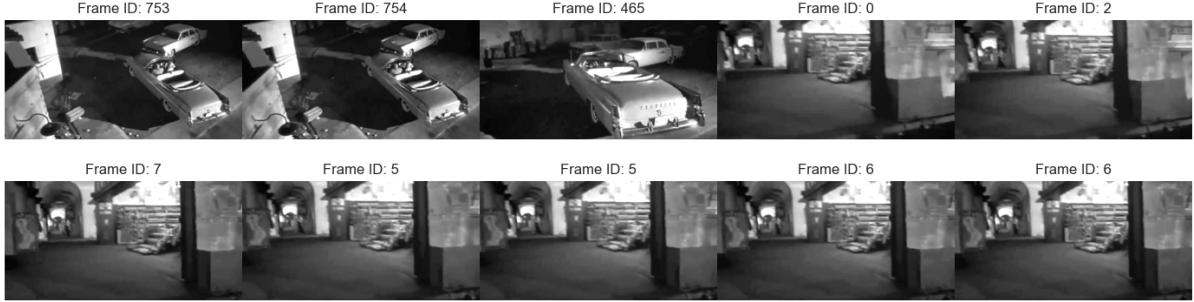 Frame ID: 753
Frame ID: 754
Frame ID: 465
Frame ID: 0
Frame ID: 2
Frame ID: 7
Frame ID: 5
Frame ID: 5
Frame ID: 6
Frame ID: 6